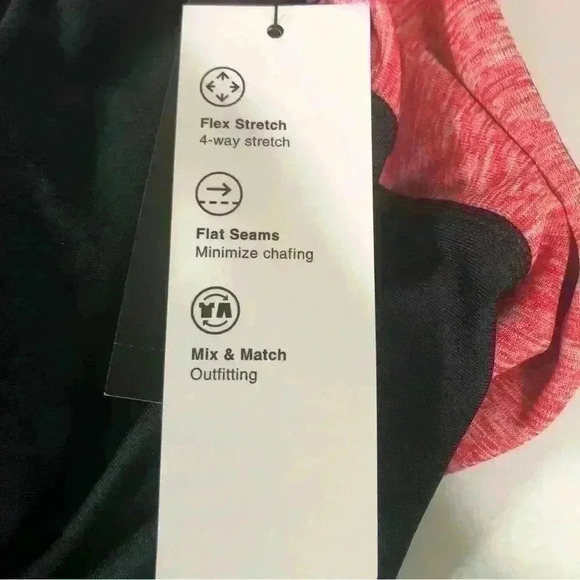 Flex Stretch
4-way stretch
Flat Seams
Minimize chafing
Mix & Match
Outfitting